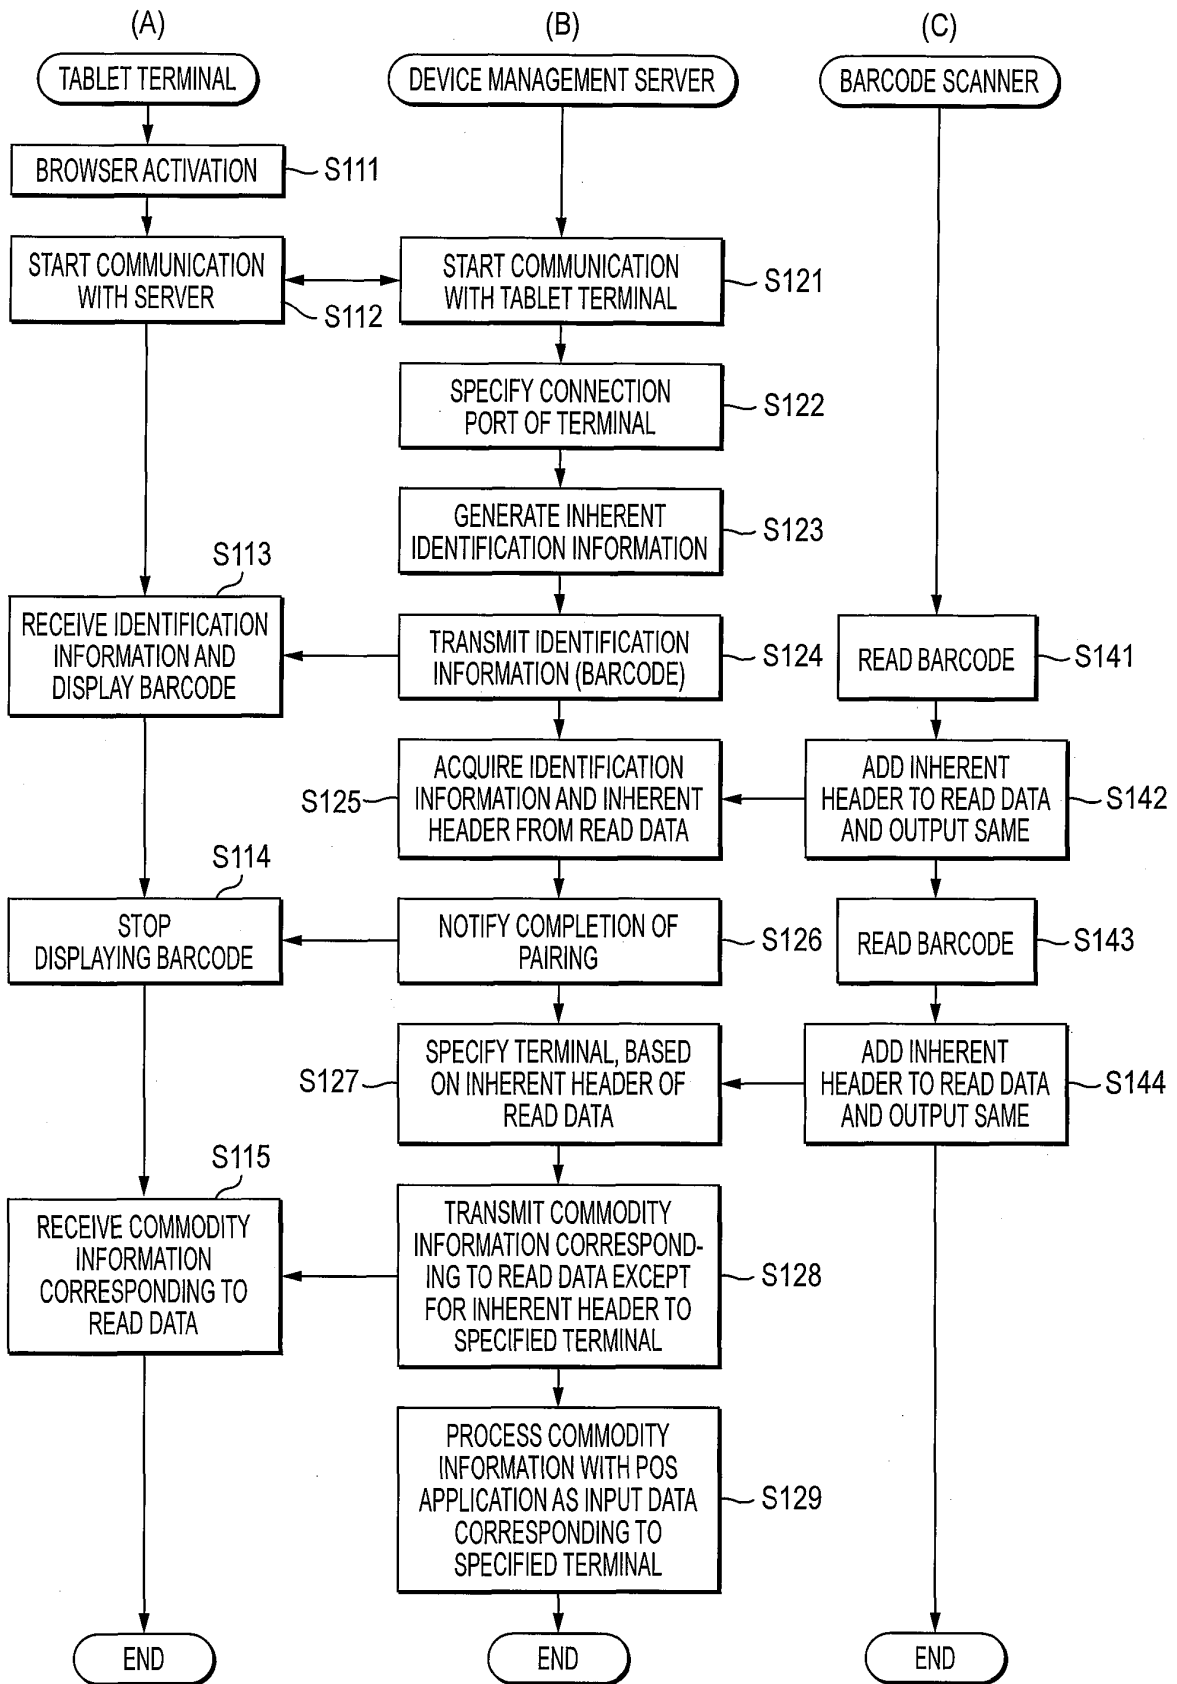 (A)
(B)
(C)
TABLET TERMINAL
DEVICE MANAGEMENT SERVER
BARCODE SCANNER
BROWSER ACTIVATION
S111
START COMMUNICATION
WITH SERVER
S112
START COMMUNICATION
WITH TABLET TERMINAL
S121
SPECIFY CONNECTION
PORT OF TERMINAL
S122
GENERATE INHERENT
IDENTIFICATION INFORMATION
S123
S113
RECEIVE IDENTIFICATION
INFORMATION AND
DISPLAY BARCODE
TRANSMIT IDENTIFICATION
INFORMATION (BARCODE)
S124
READ BARCODE
S141
S125
ACQUIRE IDENTIFICATION
INFORMATION AND INHERENT
HEADER FROM READ DATA
ADD INHERENT
HEADER TO READ DATA
AND OUTPUT SAME
S142
S114
STOP
DISPLAYING BARCODE
NOTIFY COMPLETION OF
PAIRING
S126
READ BARCODE
S143
S127
SPECIFY TERMINAL, BASED
ON INHERENT HEADER OF
READ DATA
ADD INHERENT
HEADER TO READ DATA
AND OUTPUT SAME
S144
S115
RECEIVE COMMODITY
INFORMATION
CORRESPONDING TO
READ DATA
TRANSMIT COMMODITY
INFORMATION CORRESPOND-
ING TO READ DATA EXCEPT
FOR INHERENT HEADER TO
SPECIFIED TERMINAL
S128
PROCESS COMMODITY
INFORMATION WITH POS
APPLICATION AS INPUT DATA
CORRESPONDING TO
SPECIFIED TERMINAL
S129
END
END
END